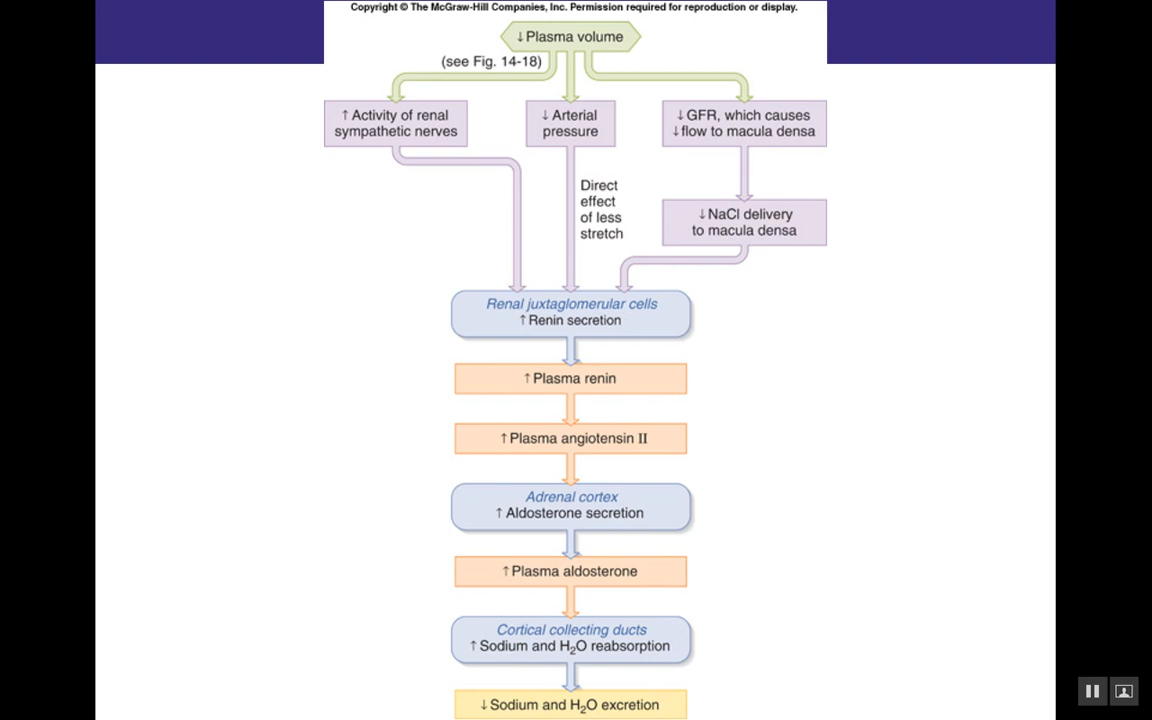 Copyright © The McGraw-Hill Companies, Inc. Permission required for reproduction or display.
↓Plasma volume
(see Fig. 14-18)
↑Activity of renal
sympathetic nerves
↓Arterial
pressure
↓GFR, which causes
↓flow to macula densa
Direct
effect
of less
stretch
↓NaCl delivery
to macula densa
Renal juxtaglomerular cells
↑Renin secretion
↑Plasma renin
↑Plasma angiotensin II
Adrenal cortex
↑Aldosterone secretion
↑Plasma aldosterone
Cortical collecting ducts
↑Sodium and H₂O reabsorption
↓Sodium and H₂O excretion